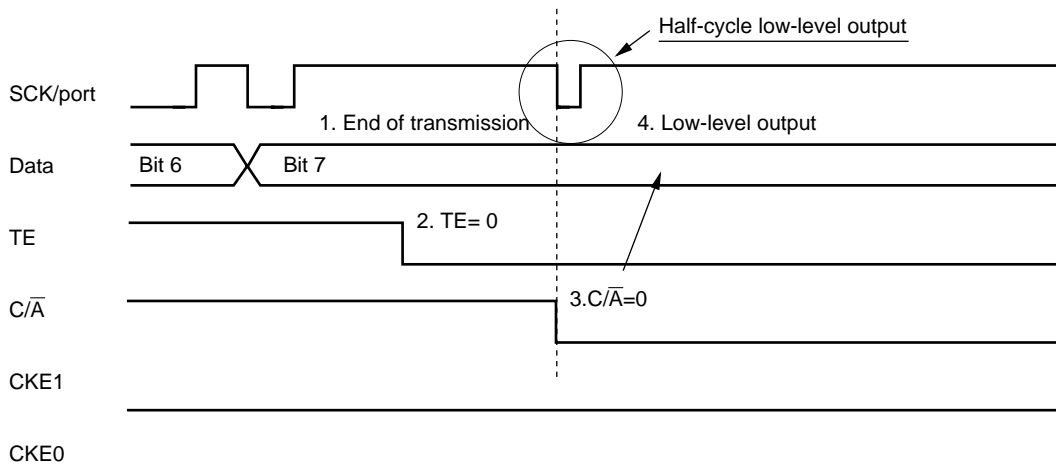 Half-cycle low-level output
SCK/port
1. End of transmission
4. Low-level output
Data
Bit 6
Bit 7
2. TE= 0
TE
3.C/A̅=0
C/A̅
CKE1
CKE0